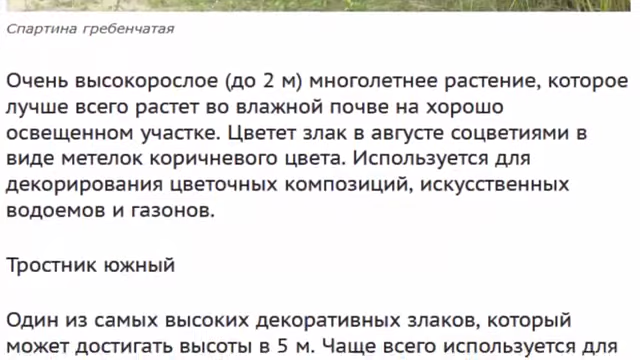 Спартина гребенчатая
Очень высокорослое (до 2 м) многолетнее растение, которое
лучше всего растет во влажной почве на хорошо
освещенном участке. Цветет злак в августе соцветиями в
виде метелок коричневого цвета. Используется для
декорирования цветочных композиций, искусственных
водоемов и газонов.
Тростник южный
Один из самых высоких декоративных злаков, который
может достигать высоты в 5 м. Чаще всего используется для